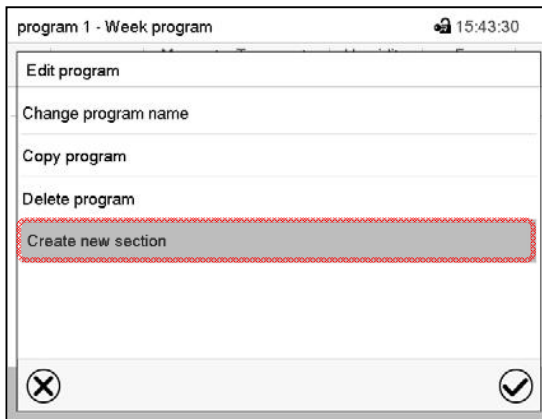 program 1 - Week program 15:43:30
Edit program
Change program name
Copy program
Delete program
Create new section